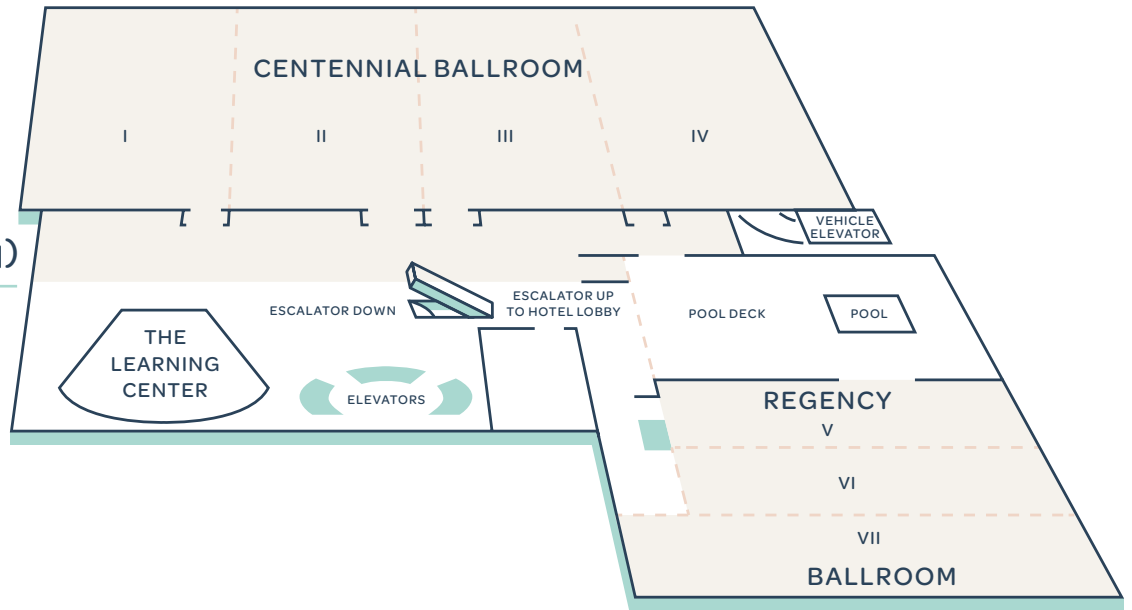 CENTENNIAL BALLROOM
I
II
III
IV
VEHICLE
ELEVATOR
ESCALATOR DOWN
ESCALATOR UP
TO HOTEL LOBBY
POOL DECK
POOL
THE
LEARNING
CENTER
ELEVATORS
REGENCY
V
VI
VII
BALLROOM